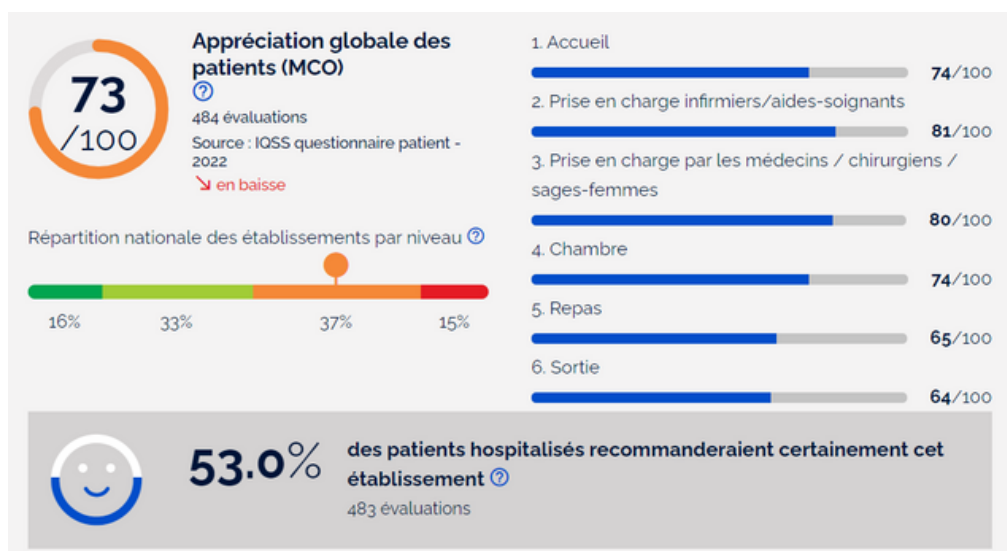 73
/100
Appréciation globale des
patients (MCO)
?
484 évaluations
Source : IQSS questionnaire patient -
2022
↘ en baisse
Répartition nationale des établissements par niveau ?
16% 33% 37% 15%
1. Accueil
74/100
2. Prise en charge infirmiers/aides-soignants
81/100
3. Prise en charge par les médecins / chirurgiens /
sages-femmes
80/100
4. Chambre
74/100
5. Repas
65/100
6. Sortie
64/100
53.0% des patients hospitalisés recommanderaient certainement cet
établissement ?
483 évaluations